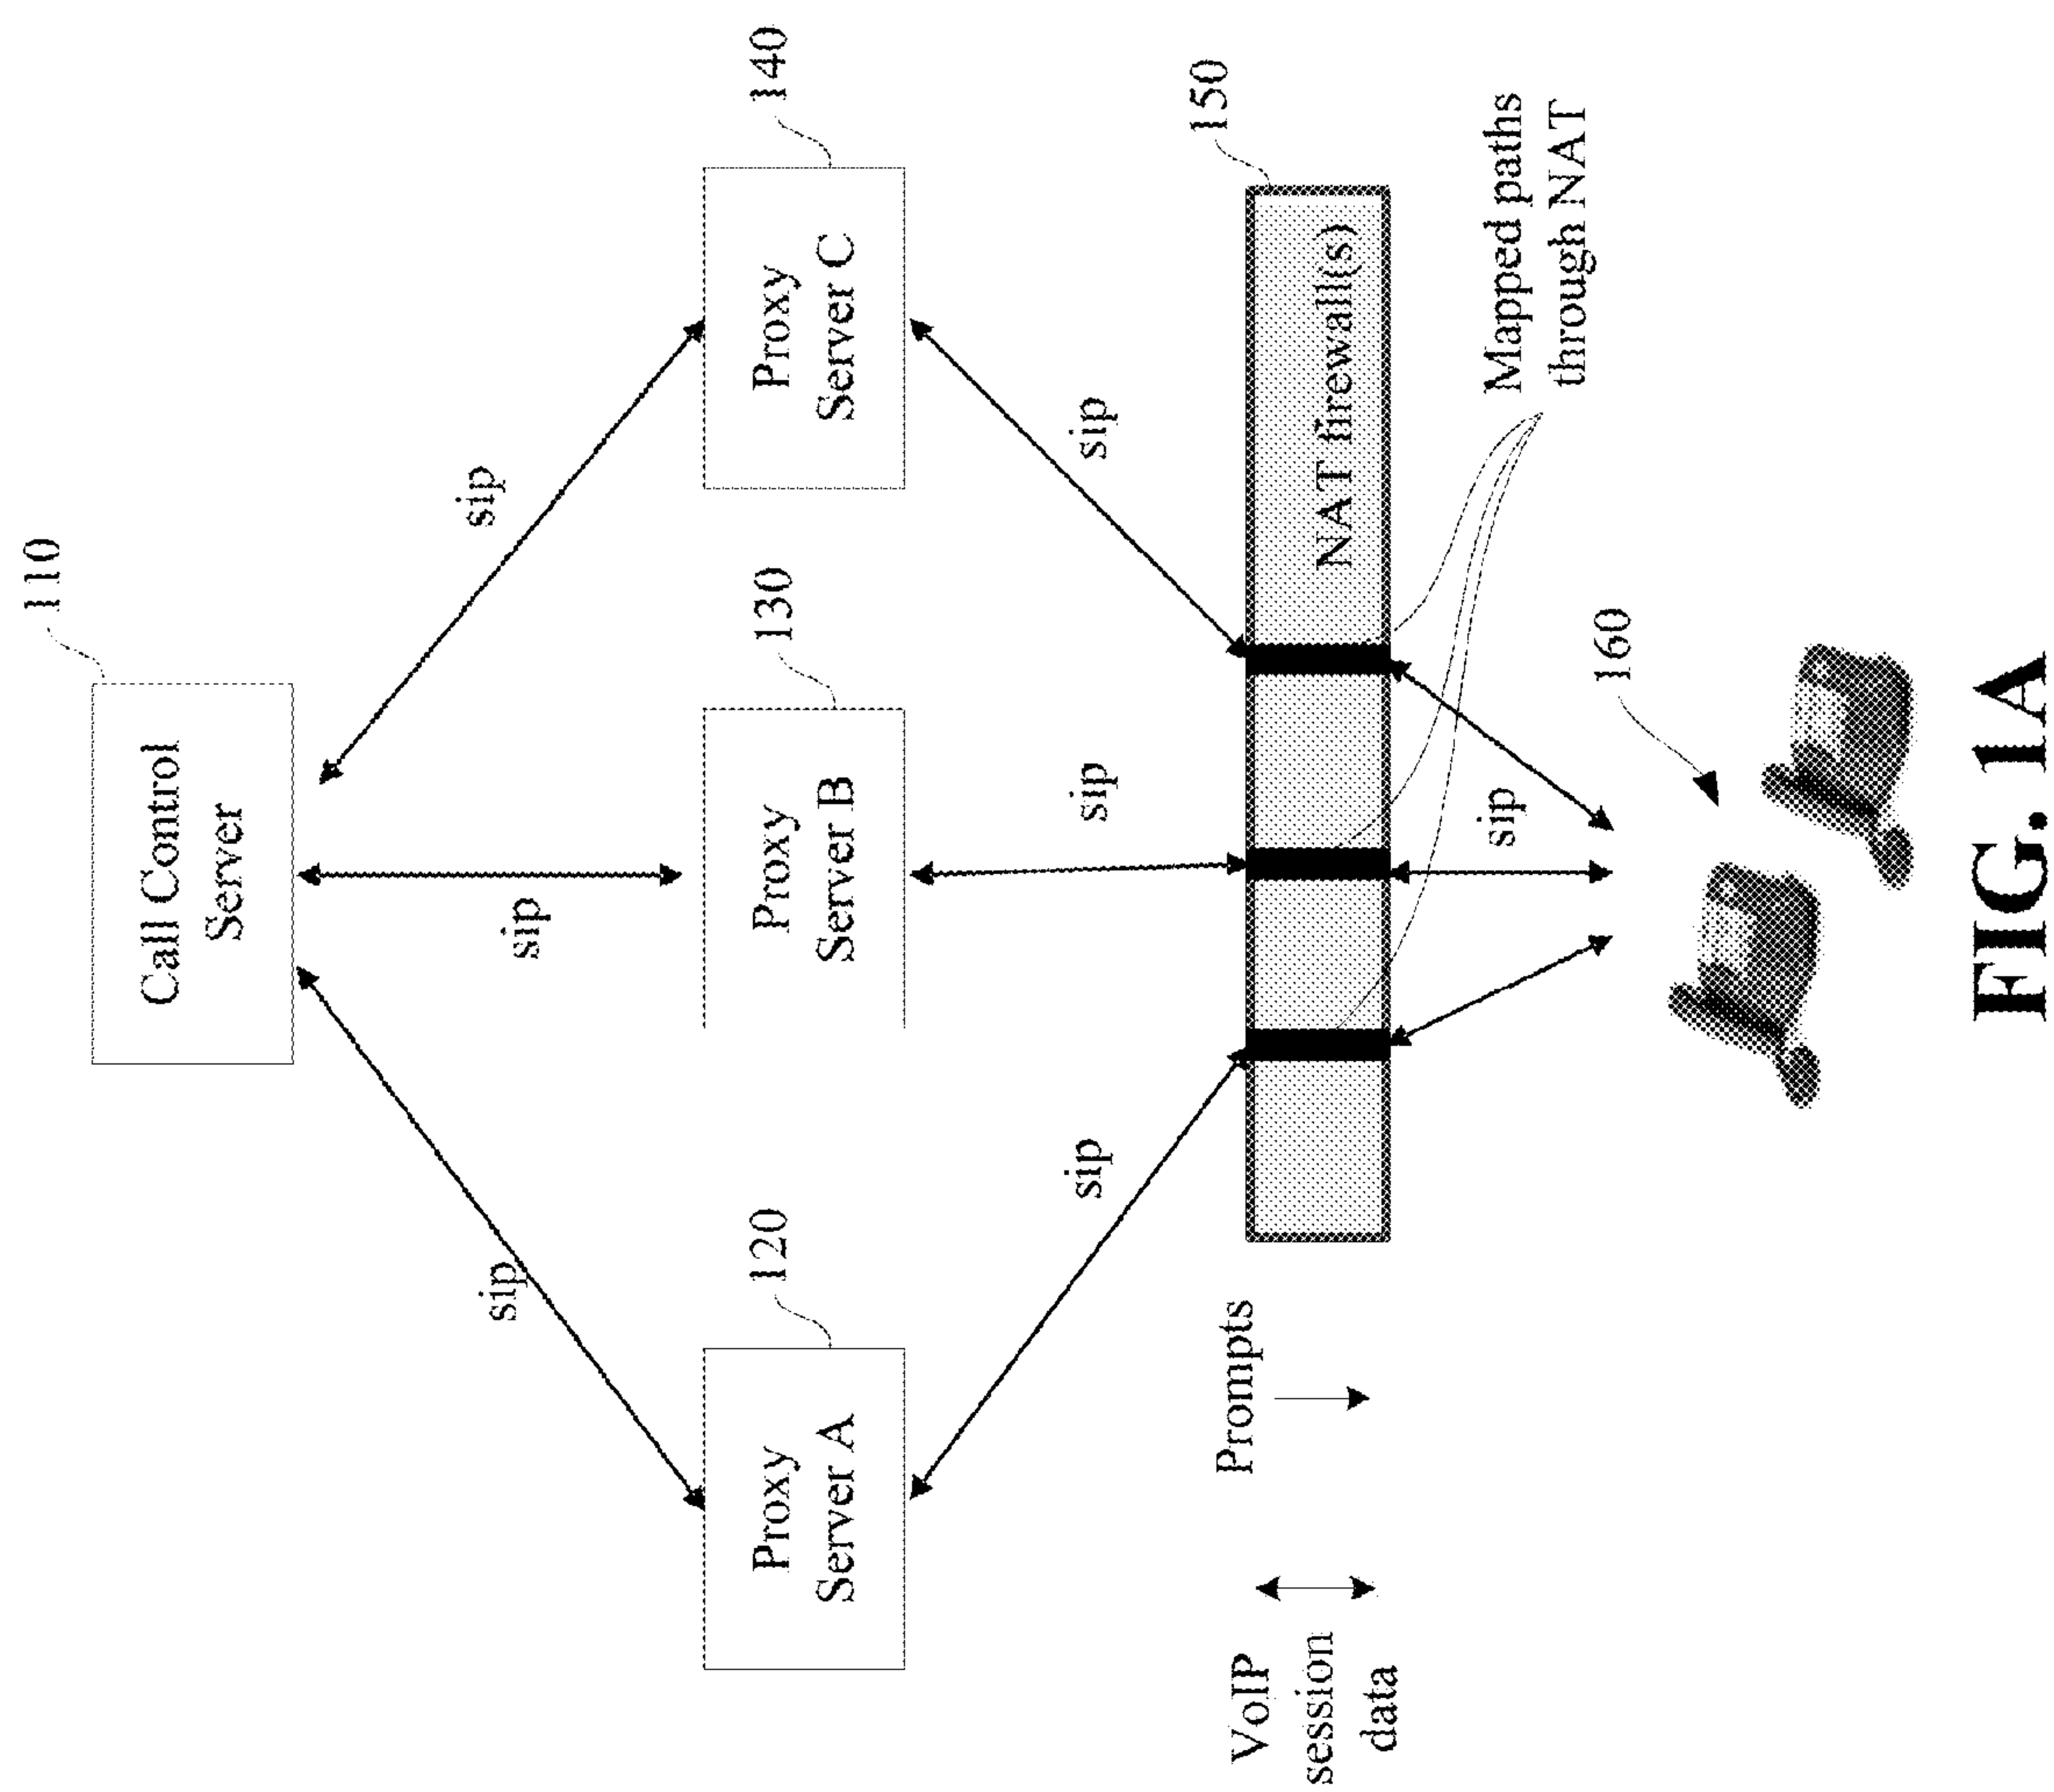 110
Call Control
Server
sip
sip
sip
120
130
140
Proxy
Server A
Proxy
Server B
Proxy
Server C
sip
sip
sip
150
NAT firewall(s)
VoIP
session
data
Prompts
Mapped paths
through NAT
sip
160
FIG. 1A